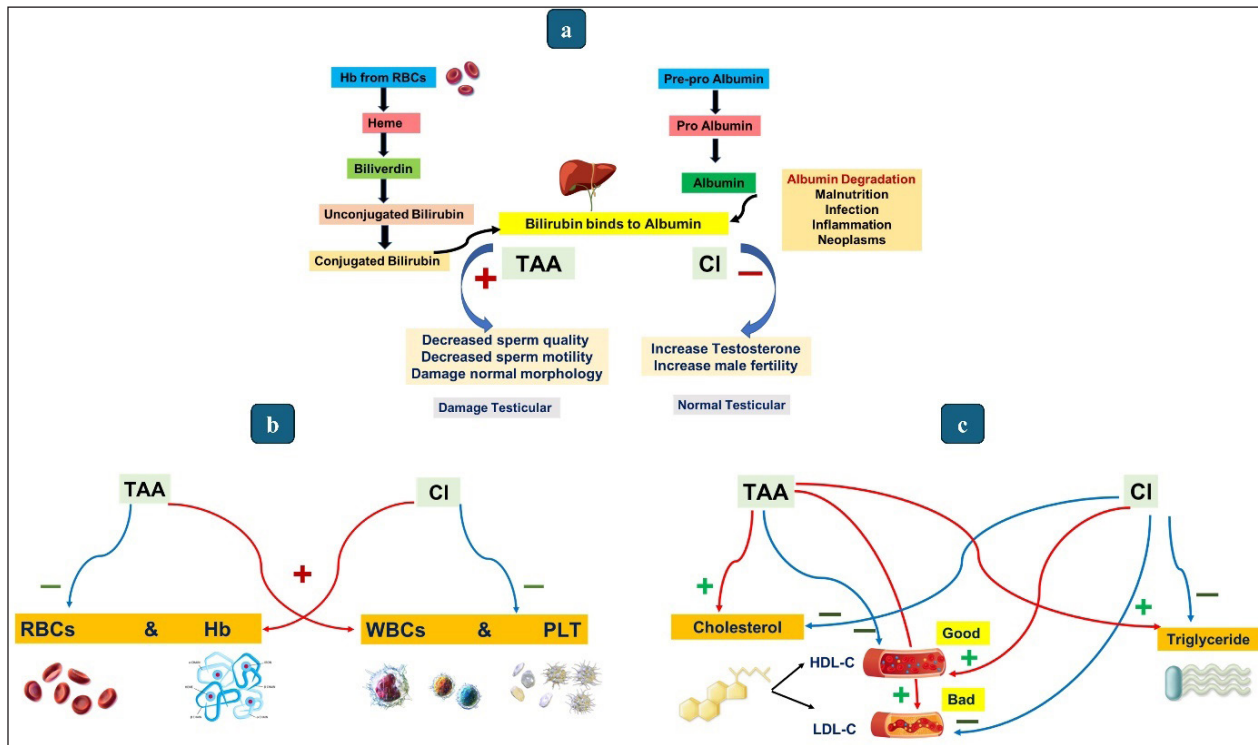 a
Hb from RBCs
Heme
Biliverdin
Unconjugated Bilirubin
Conjugated Bilirubin
Pre-pro Albumin
Pro Albumin
Albumin
Albumin Degradation
Malnutrition
Infection
Inflammation
Neoplasms
Bilirubin binds to Albumin
TAA
+
CI
−
Decreased sperm quality
Decreased sperm motility
Damage normal morphology
Damage Testicular
Increase Testosterone
Increase male fertility
Normal Testicular
b
TAA
CI
−
+
−
RBCs & Hb
WBCs & PLT
c
TAA
CI
+
−
−
+
−
Cholesterol
Good
+
Triglyceride
HDL-C
+
Bad
−
LDL-C